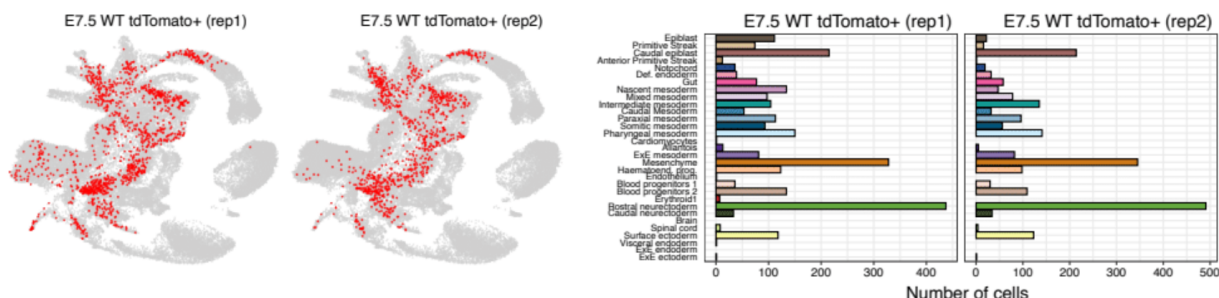 E7.5 WT tdTomato+ (rep1)
E7.5 WT tdTomato+ (rep2)
E7.5 WT tdTomato+ (rep1)
E7.5 WT tdTomato+ (rep2)
Epiblast
Primitive Streak
Caudal epiblast
Anterior Primitive Streak
Notochord
Def. endoderm
Gut
Nascent mesoderm
Mixed mesoderm
Intermediate mesoderm
Caudal Mesoderm
Paraxial mesoderm
Somitic mesoderm
Pharyngeal mesoderm
Cardiomyocytes
Allantois
ExE mesoderm
Mesenchyme
Haematoend. prog.
Endothelium
Blood progenitors 1
Blood progenitors 2
Erythroid1
Rostral neurectoderm
Caudal neurectoderm
Brain
Spinal cord
Surface ectoderm
Visceral endoderm
ExE endoderm
ExE ectoderm
0 100 200 300 400
0 100 200 300 400 500
Number of cells